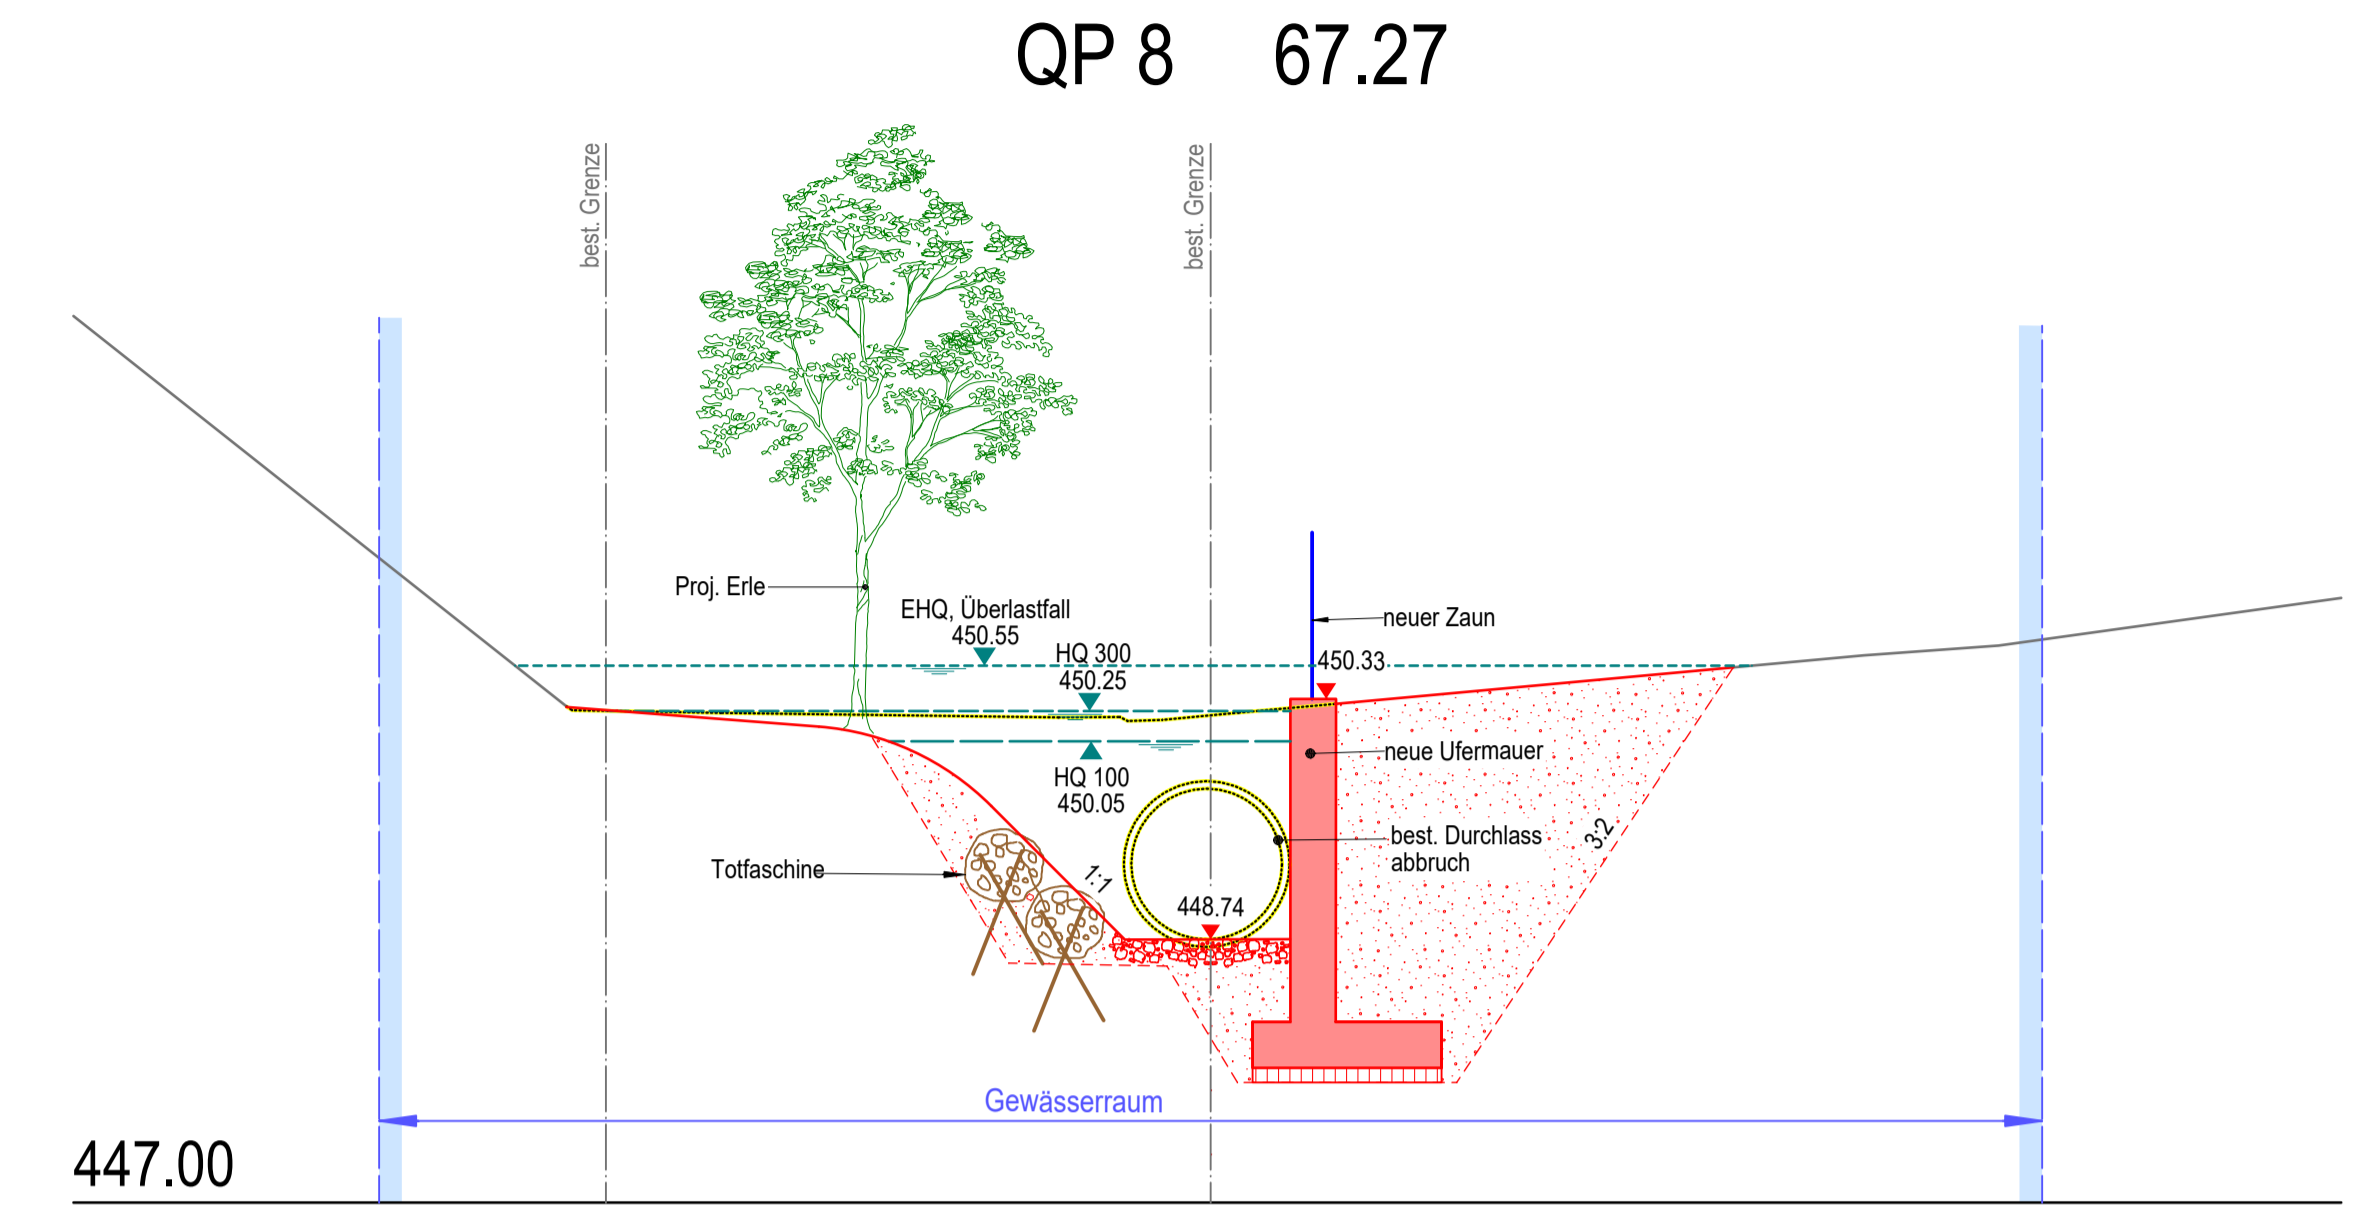 QP 8 67.27
best. Grenze
best. Grenze
Proj. Erle
EHQ, Überlastfall
450.55
HQ 300
450.25
neuer Zaun
450.33
neue Ufermauer
HQ 100
450.05
best. Durchlass
abbruch
3:2
Totfaschine
1:1
448.74
Gewässerraum
447.00